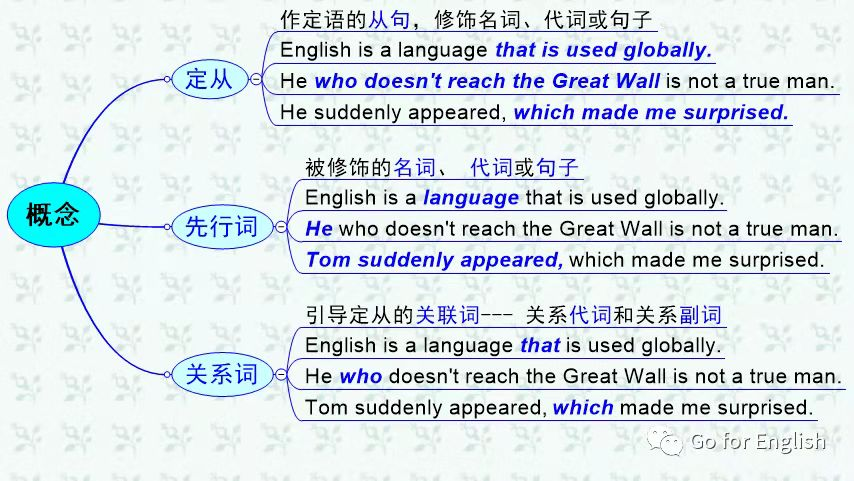 概念
定从
作定语的从句，修饰名词、代词或句子
English is a language that is used globally.
He who doesn't reach the Great Wall is not a true man.
He suddenly appeared, which made me surprised.
先行词
被修饰的名词、 代词或句子
English is a language that is used globally.
He who doesn't reach the Great Wall is not a true man.
Tom suddenly appeared, which made me surprised.
关系词
引导定从的关联词--- 关系代词和关系副词
English is a language that is used globally.
He who doesn't reach the Great Wall is not a true man.
Tom suddenly appeared, which made me surprised.
Go for English